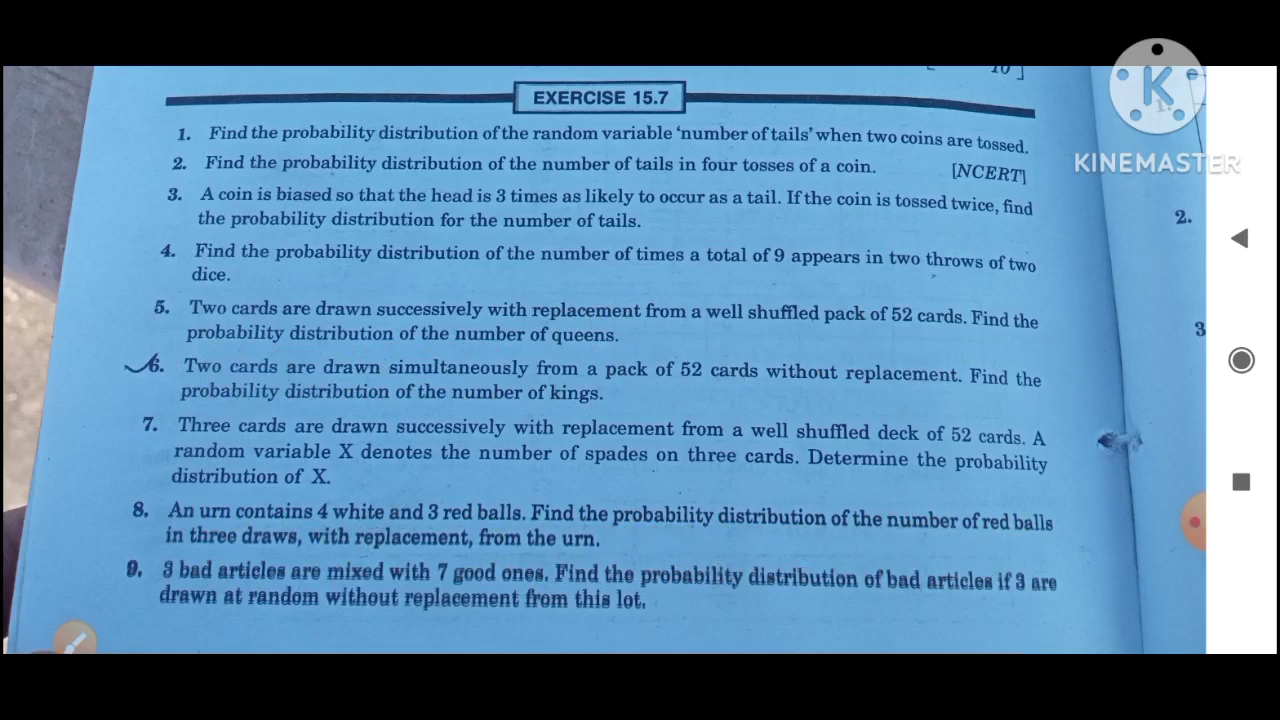 10 ]
EXERCISE 15.7
1. Find the probability distribution of the random variable 'number of tails' when two coins are tossed.
2. Find the probability distribution of the number of tails in four tosses of a coin. [NCERT]
3. A coin is biased so that the head is 3 times as likely to occur as a tail. If the coin is tossed twice, find
the probability distribution for the number of tails.
4. Find the probability distribution of the number of times a total of 9 appears in two throws of two
dice.
5. Two cards are drawn successively with replacement from a well shuffled pack of 52 cards. Find the
probability distribution of the number of queens.
6. Two cards are drawn simultaneously from a pack of 52 cards without replacement. Find the
probability distribution of the number of kings.
7. Three cards are drawn successively with replacement from a well shuffled deck of 52 cards. A
random variable X denotes the number of spades on three cards. Determine the probability
distribution of X.
8. An urn contains 4 white and 3 red balls. Find the probability distribution of the number of red balls
in three draws, with replacement, from the urn.
9. 3 bad articles are mixed with 7 good ones. Find the probability distribution of bad articles if 3 are
drawn at random without replacement from this lot.
K
KINEMASTER
1.
2.
3